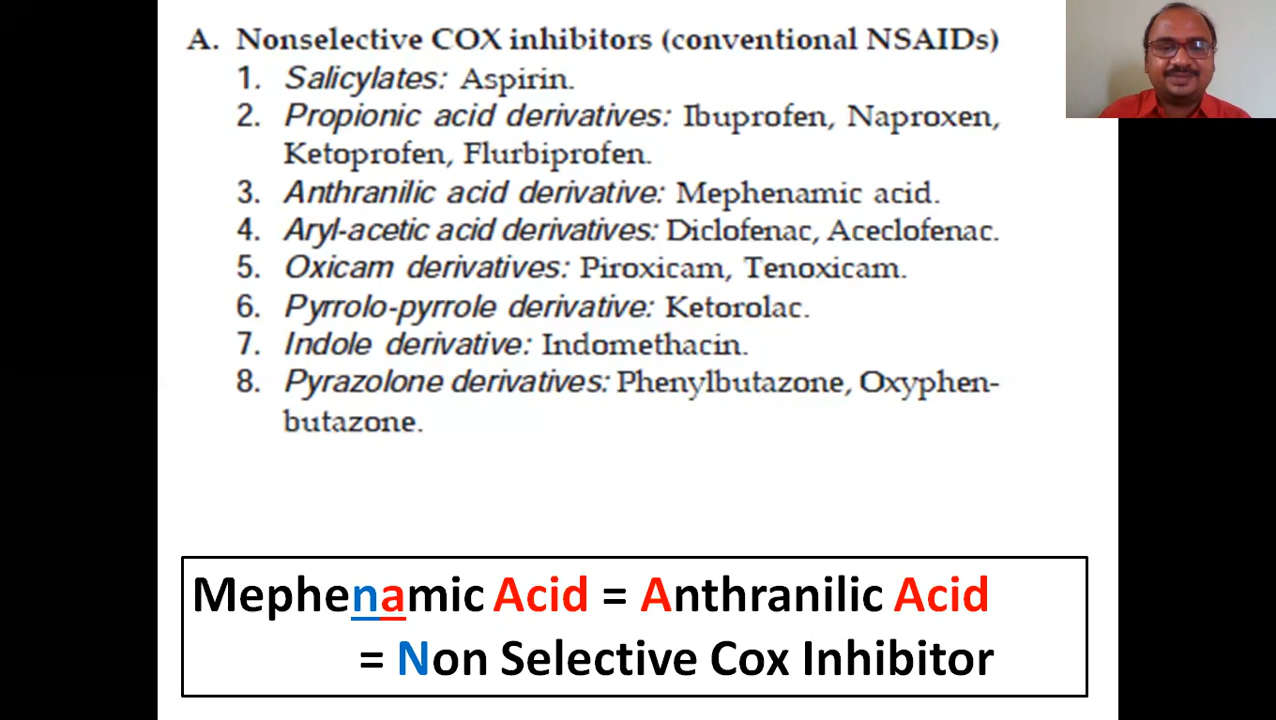 A. Nonselective COX inhibitors (conventional NSAIDs)
1. Salicylates: Aspirin.
2. Propionic acid derivatives: Ibuprofen, Naproxen,
Ketoprofen, Flurbiprofen.
3. Anthranilic acid derivative: Mephenamic acid.
4. Aryl-acetic acid derivatives: Diclofenac, Aceclofenac.
5. Oxicam derivatives: Piroxicam, Tenoxicam.
6. Pyrrolo-pyrrole derivative: Ketorolac.
7. Indole derivative: Indomethacin.
8. Pyrazolone derivatives: Phenylbutazone, Oxyphen-
butazone.
Mephenamic Acid = Anthranilic Acid
= Non Selective Cox Inhibitor